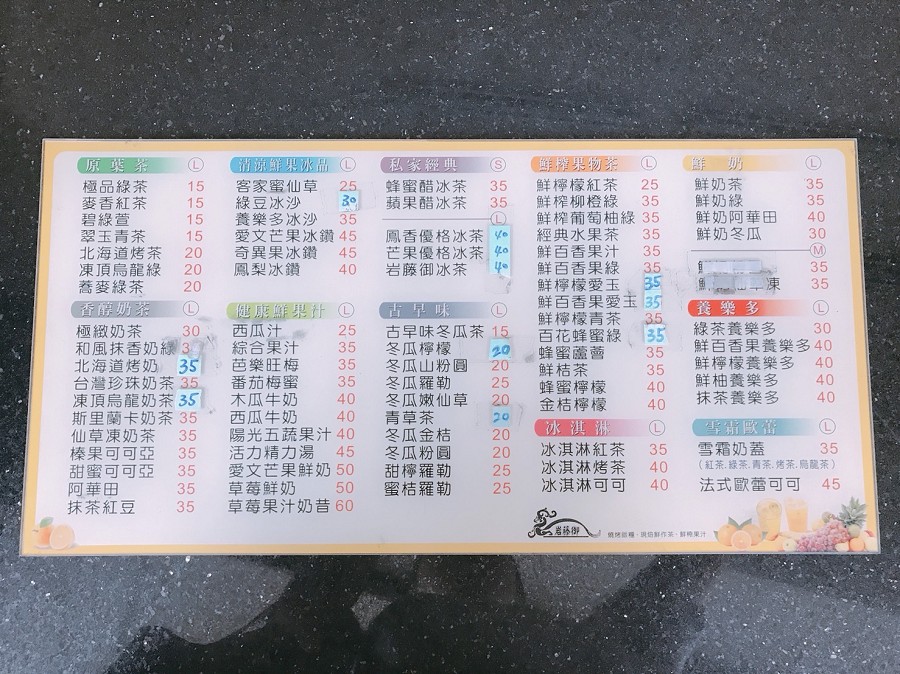 原葉茶 L
極品綠茶 15
麥香紅茶 15
碧綠萱 15
翠玉青茶 15
北海道烤茶 20
凍頂烏龍綠 20
蕎麥綠茶 20
香醇奶茶 L
極緻奶茶 30
和風抹香奶綠
北海道烤奶 35
台灣珍珠奶茶 35
凍頂烏龍奶茶 35
斯里蘭卡奶茶 35
仙草凍奶茶 35
榛果可可亞 35
甜蜜可可亞 35
阿華田 35
抹茶紅豆 35
清涼鮮果冰品 L
客家蜜仙草 25
綠豆冰沙 30
養樂多冰沙 35
愛文芒果冰鑽 45
奇異果冰鑽 45
鳳梨冰鑽 40
健康鮮果汁 L
西瓜汁 25
綜合果汁 35
芭樂旺梅 35
番茄梅蜜 35
木瓜牛奶 40
西瓜牛奶 40
陽光五蔬果汁 40
活力精力湯 45
愛文芒果鮮奶 50
草莓鮮奶 50
草莓果汁奶昔 60
私家經典 S
蜂蜜醋冰茶 35
蘋果醋冰茶 35
L
鳳香優格冰茶 40
芒果優格冰茶 40
岩藤御冰茶 40
古早味 L
古早味冬瓜茶 15
冬瓜檸檬 20
冬瓜山粉圓 20
冬瓜羅勒 25
冬瓜嫩仙草 20
青草茶 20
冬瓜金桔 20
冬瓜粉圓 20
甜檸羅勒 25
蜜桔羅勒 25
鮮榨果物茶 L
鮮檸檬紅茶 25
鮮榨柳橙綠 35
鮮榨葡萄柚綠 35
經典水果茶 35
鮮百香果汁 35
鮮百香果綠 35
鮮檸檬愛玉 35
鮮百香果愛玉 35
鮮檸檬青茶 35
百花蜂蜜綠 35
蜂蜜蘆薈 35
鮮桔茶 35
蜂蜜檸檬 40
金桔檸檬 40
冰淇淋 L
冰淇淋紅茶 35
冰淇淋烤茶 40
冰淇淋可可 40
鮮奶 L
鮮奶茶 35
鮮奶綠 35
鮮奶阿華田 40
鮮奶冬瓜 30
M
35
凍 35
養樂多 L
綠茶養樂多 30
鮮百香果養樂多 40
鮮檸檬養樂多 40
鮮柚養樂多 40
抹茶養樂多 40
雪霜歐蕾 L
雪霜奶蓋 35
(紅茶.綠茶.青茶.烤茶.烏龍茶)
法式歐蕾可可 45
岩藤御